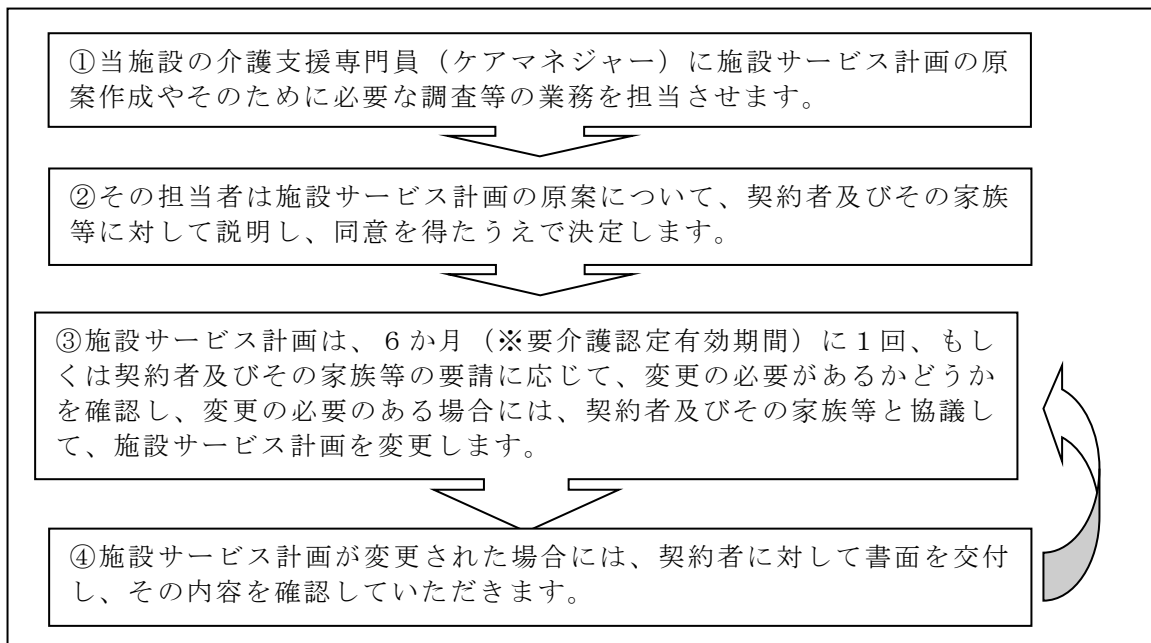 ①当施設の介護支援専門員（ケアマネジャー）に施設サービス計画の原
案作成やそのために必要な調査等の業務を担当させます。
②その担当者は施設サービス計画の原案について、契約者及びその家族
等に対して説明し、同意を得たうえで決定します。
③施設サービス計画は、６か月（※要介護認定有効期間）に１回、もし
くは契約者及びその家族等の要請に応じて、変更の必要があるかどうか
を確認し、変更の必要のある場合には、契約者及びその家族等と協議し
て、施設サービス計画を変更します。
④施設サービス計画が変更された場合には、契約者に対して書面を交付
し、その内容を確認していただきます。